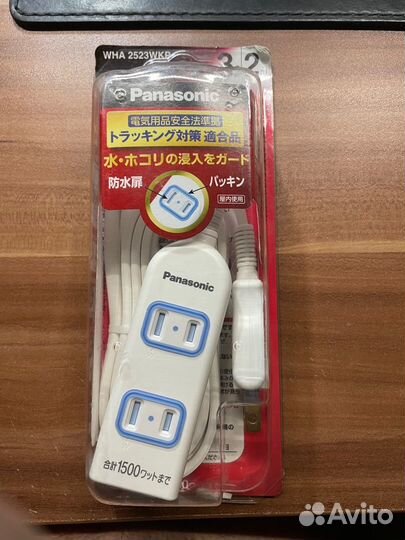 WHA 2523WKP
3 2
Panasonic
電気用品安全法準拠
トラッキング対策 適合品
水・ホコリの浸入をガード
防水扉
パッキン
屋内使用
Panasonic
合計1500ワットまで
Avito